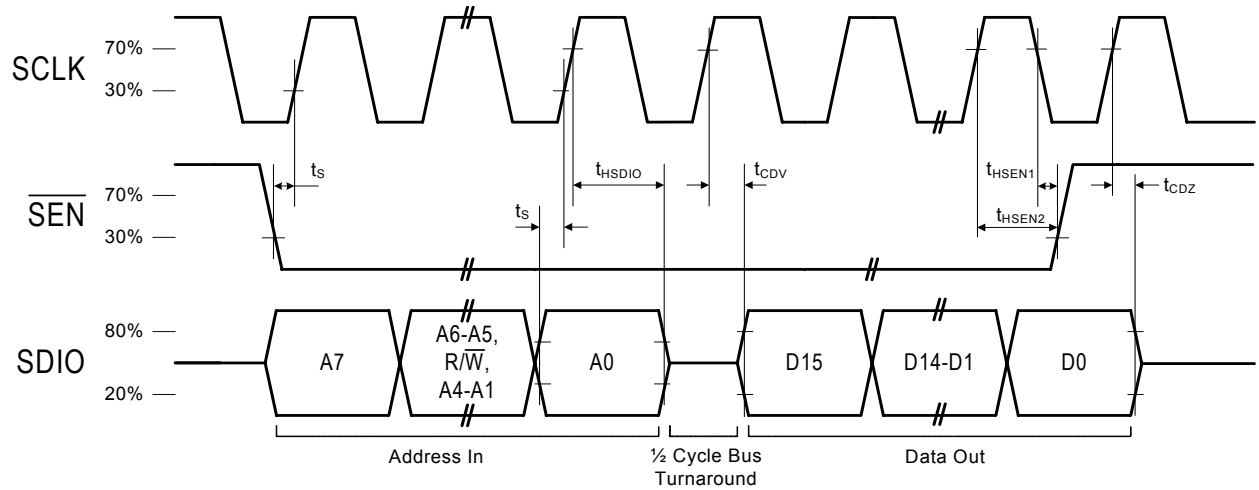 SCLK
70%
30%
SEN
70%
30%
tS
tS
tHSDIO
tCDV
tHSEN1
tHSEN2
tCDZ
SDIO
80%
20%
A7
A6-A5,
R/W,
A4-A1
A0
D15
D14-D1
D0
Address In
½ Cycle Bus
Turnaround
Data Out